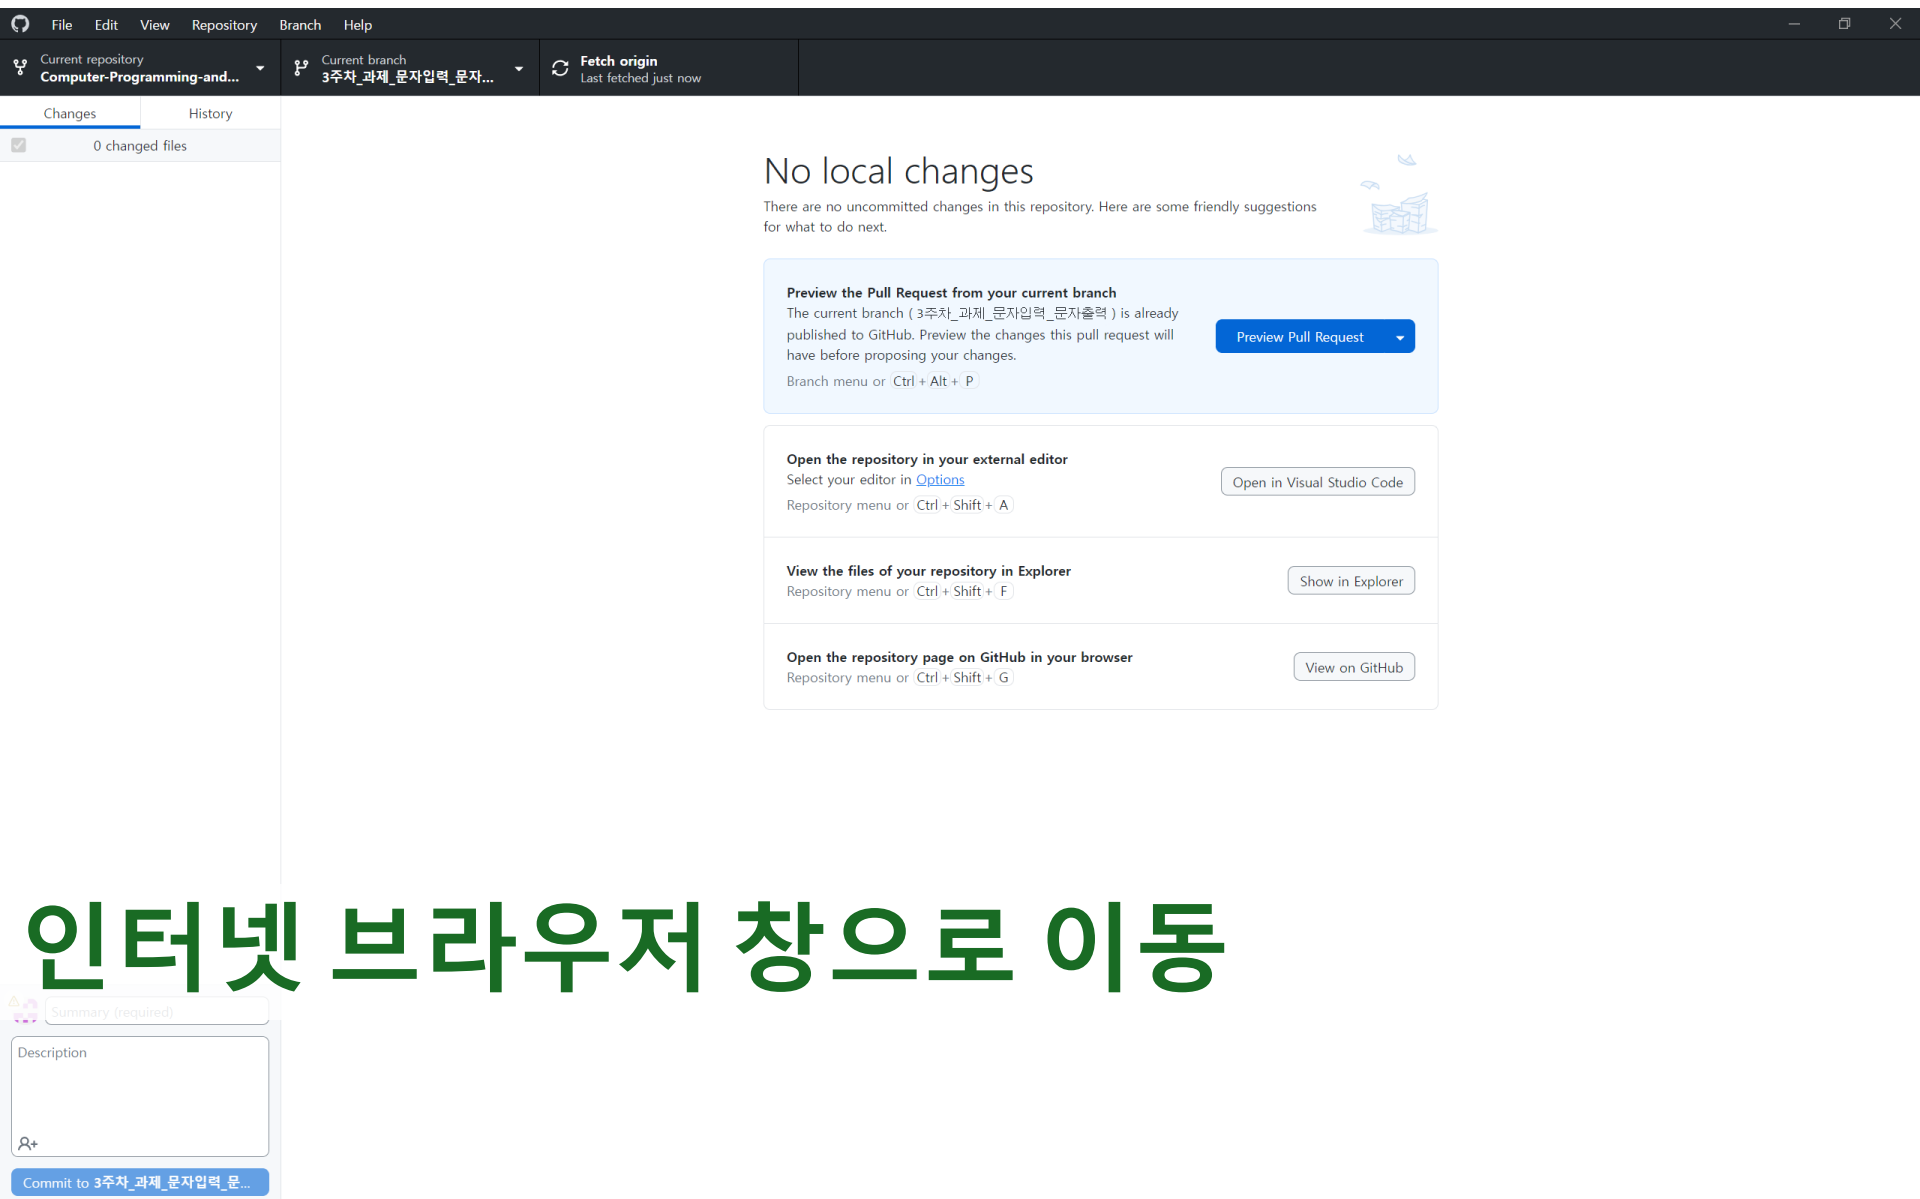 File Edit View Repository Branch Help
Current repository
Computer-Programming-and...
Current branch
3주차_과제_문자입력_문자...
Fetch origin
Last fetched just now
Changes History
0 changed files
No local changes
There are no uncommitted changes in this repository. Here are some friendly suggestions
for what to do next.
Preview the Pull Request from your current branch
The current branch ( 3주차_과제_문자입력_문자출력 ) is already
published to GitHub. Preview the changes this pull request will
have before proposing your changes.
Branch menu or Ctrl + Alt + P
Preview Pull Request
Open the repository in your external editor
Select your editor in Options
Repository menu or Ctrl + Shift + A
Open in Visual Studio Code
View the files of your repository in Explorer
Repository menu or Ctrl + Shift + F
Show in Explorer
Open the repository page on GitHub in your browser
Repository menu or Ctrl + Shift + G
View on GitHub
인터넷 브라우저 창으로 이동
Summary (required)
Description
Commit to 3주차_과제_문자입력_문...